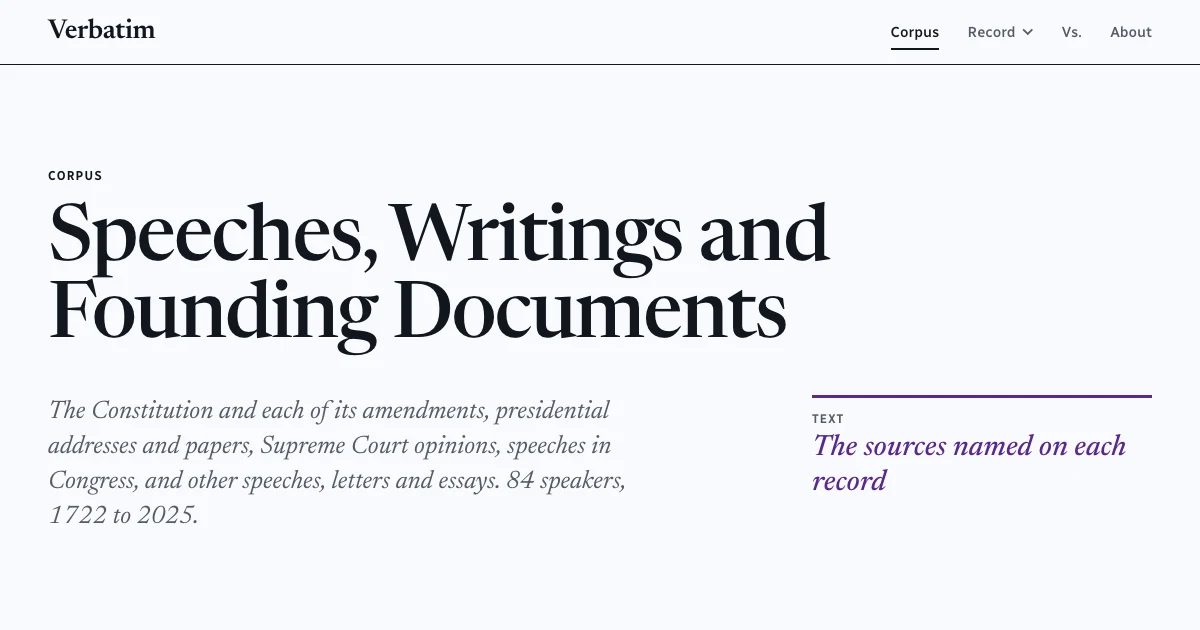 Verbatim
Corpus
Record
Vs.
About
CORPUS
Speeches, Writings and
Founding Documents
The Constitution and each of its amendments, presidential
addresses and papers, Supreme Court opinions, speeches in
Congress, and other speeches, letters and essays. 84 speakers,
1722 to 2025.
TEXT
The sources named on each
record